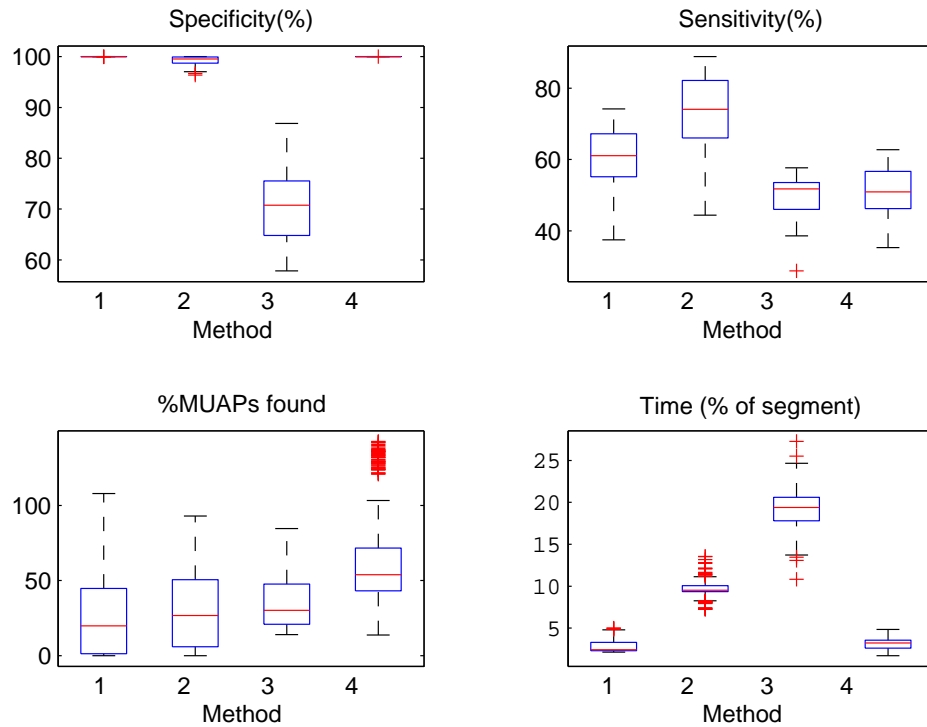 Specificity(%)
100
90
80
70
60
1 2 3 4
Method
Sensitivity(%)
80
60
40
1 2 3 4
Method
%MUAPs found
100
50
0
1 2 3 4
Method
Time (% of segment)
25
20
15
10
5
1 2 3 4
Method